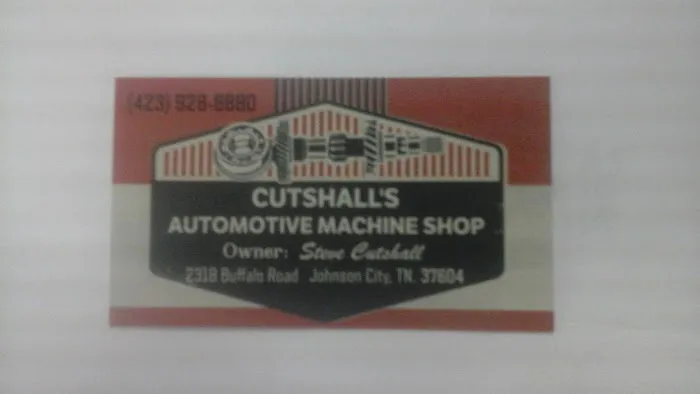 (423) 928-8880
CUTSHALL'S
AUTOMOTIVE MACHINE SHOP
Owner: Steve Cutshall
2318 Buffalo Road Johnson City, TN. 37604